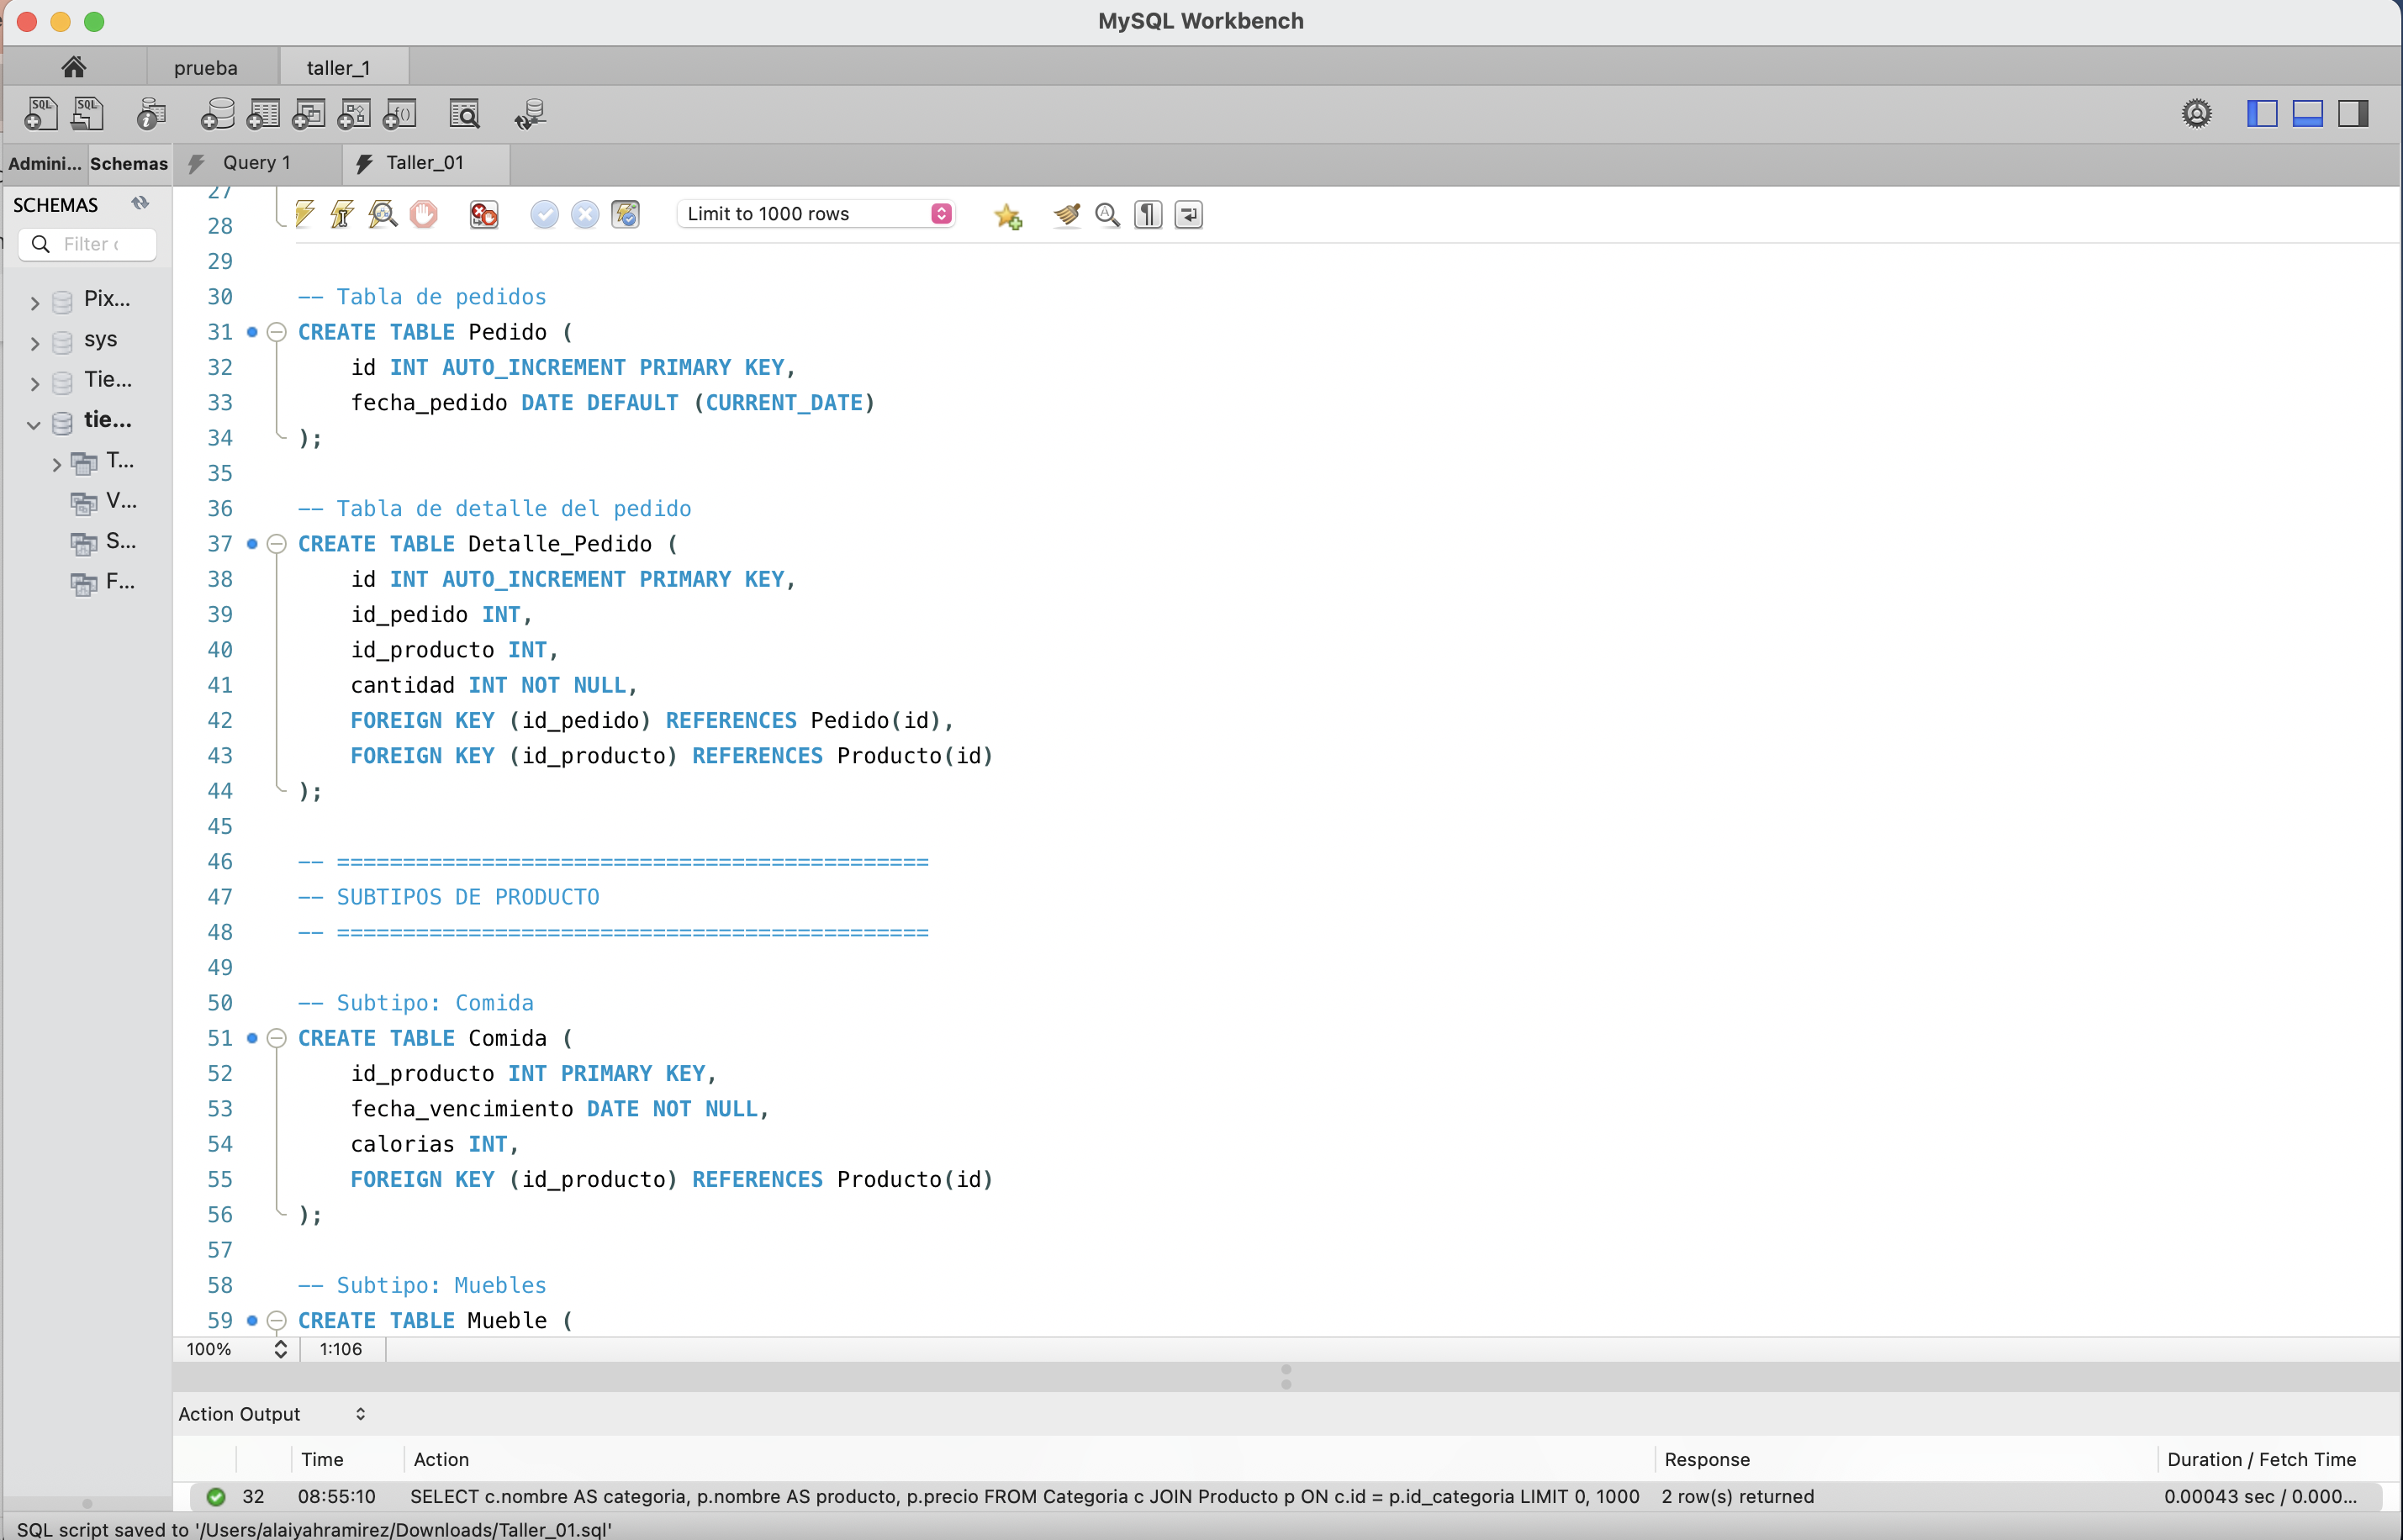 MySQL Workbench
prueba
taller_1
Admini...
Schemas
Query 1
Taller_01
SCHEMAS
Filter
Pix...
sys
Tie...
tie...
T...
V...
S...
F...
Limit to 1000 rows
27
28
29
30 -- Tabla de pedidos
31 CREATE TABLE Pedido (
32 id INT AUTO_INCREMENT PRIMARY KEY,
33 fecha_pedido DATE DEFAULT (CURRENT_DATE)
34 );
35
36 -- Tabla de detalle del pedido
37 CREATE TABLE Detalle_Pedido (
38 id INT AUTO_INCREMENT PRIMARY KEY,
39 id_pedido INT,
40 id_producto INT,
41 cantidad INT NOT NULL,
42 FOREIGN KEY (id_pedido) REFERENCES Pedido(id),
43 FOREIGN KEY (id_producto) REFERENCES Producto(id)
44 );
45
46 -- =============================================
47 -- SUBTIPOS DE PRODUCTO
48 -- =============================================
49
50 -- Subtipo: Comida
51 CREATE TABLE Comida (
52 id_producto INT PRIMARY KEY,
53 fecha_vencimiento DATE NOT NULL,
54 calorias INT,
55 FOREIGN KEY (id_producto) REFERENCES Producto(id)
56 );
57
58 -- Subtipo: Muebles
59 CREATE TABLE Mueble (
100% 1:106
Action Output
Time Action Response Duration / Fetch Time
32 08:55:10 SELECT c.nombre AS categoria, p.nombre AS producto, p.precio FROM Categoria c JOIN Producto p ON c.id = p.id_categoria LIMIT 0, 1000 2 row(s) returned 0.00043 sec / 0.000...
SQL script saved to '/Users/alaiyahramirez/Downloads/Taller_01.sql'